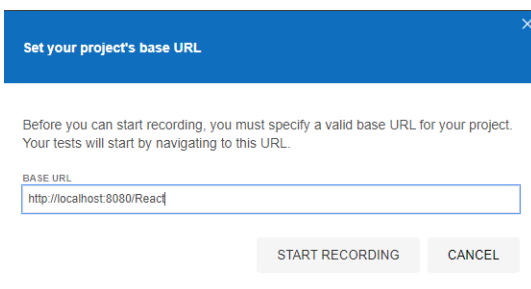 Set your project's base URL
Before you can start recording, you must specify a valid base URL for your project.
Your tests will start by navigating to this URL.
BASE URL
http://localhost:8080/React
START RECORDING CANCEL